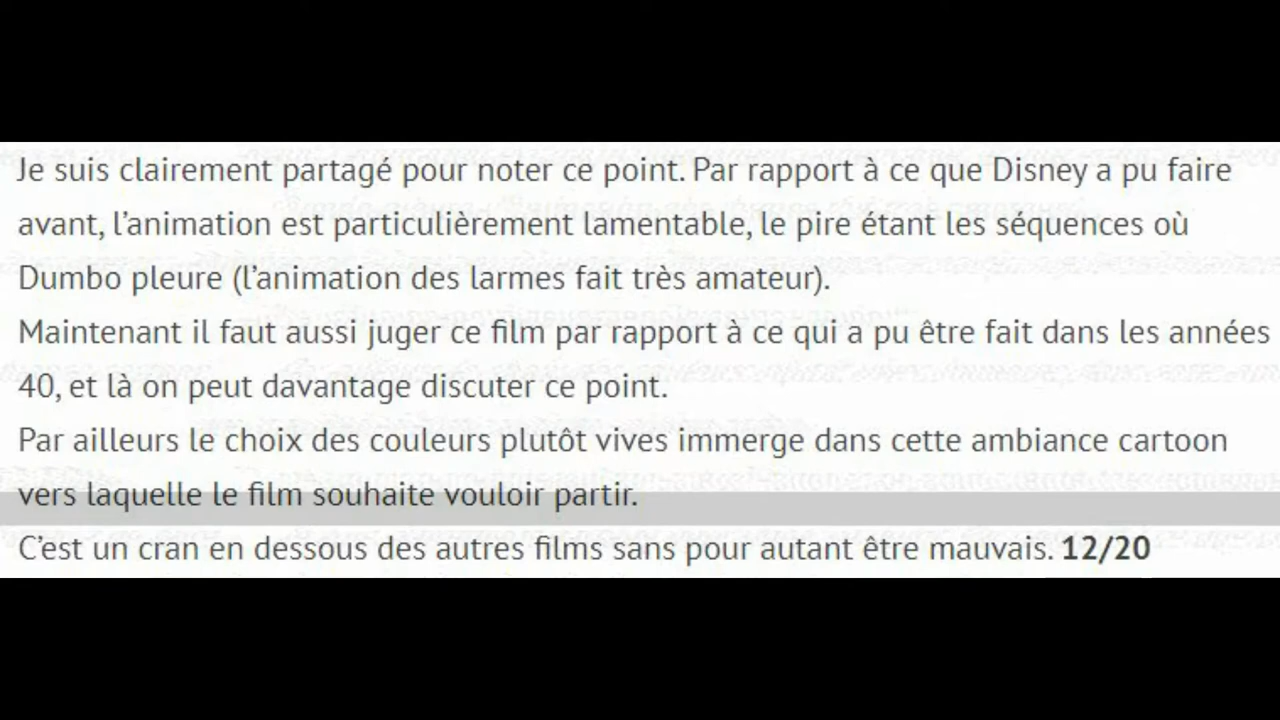 Je suis clairement partagé pour noter ce point. Par rapport à ce que Disney a pu faire
avant, l’animation est particulièrement lamentable, le pire étant les séquences où
Dumbo pleure (l’animation des larmes fait très amateur).
Maintenant il faut aussi juger ce film par rapport à ce qui a pu être fait dans les années
40, et là on peut davantage discuter ce point.
Par ailleurs le choix des couleurs plutôt vives immerge dans cette ambiance cartoon
vers laquelle le film souhaite vouloir partir.
C’est un cran en dessous des autres films sans pour autant être mauvais. 12/20